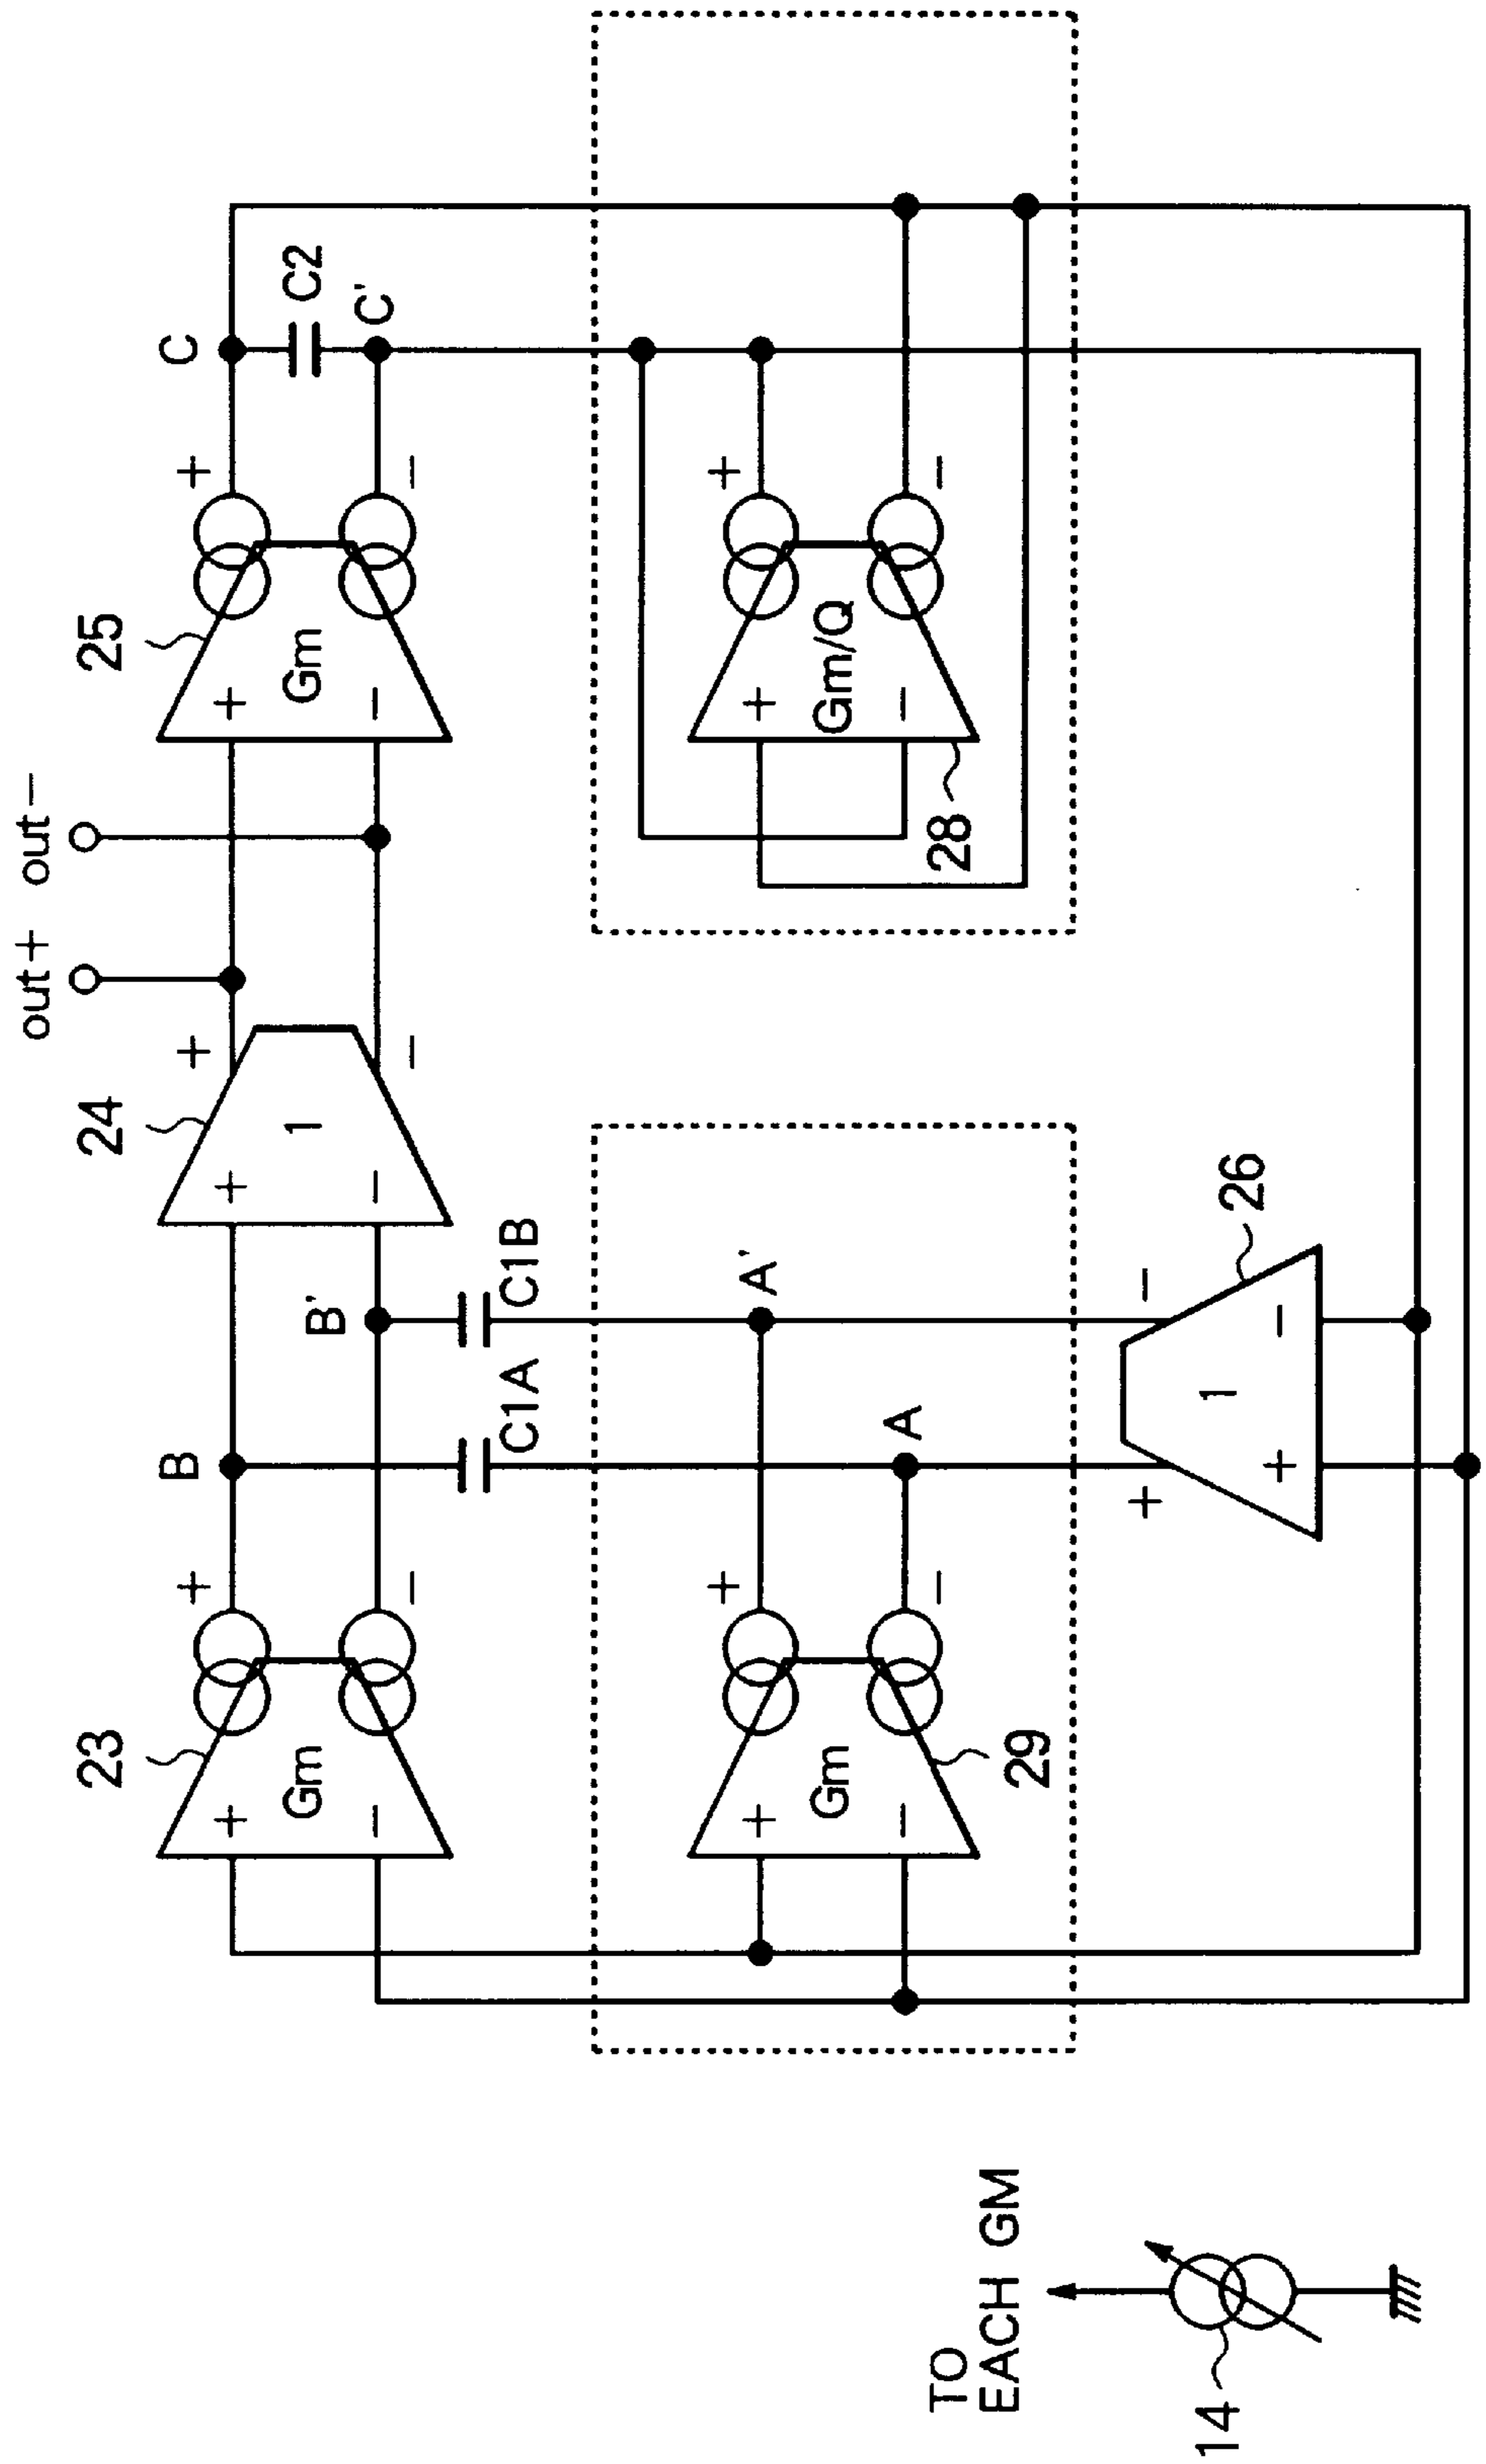 out+ out−
23
24
25
+
−
Gm
+
−
B
B'
+
−
1
+
−
+
−
Gm
+
−
C
C2
C'
C1A
C1B
+
−
Gm
+
−
29
A
A'
+
−
Gm/Q
+
−
28
+
−
1
+
−
26
TO
EACH GM
14